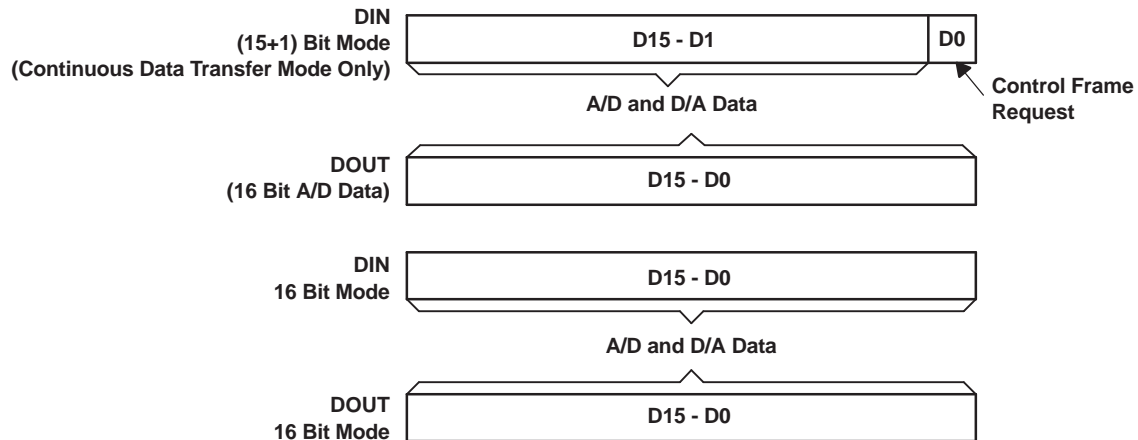 DIN
(15+1) Bit Mode
(Continuous Data Transfer Mode Only)
D15 - D1
D0
A/D and D/A Data
Control Frame
Request
DOUT
(16 Bit A/D Data)
D15 - D0
DIN
16 Bit Mode
D15 - D0
A/D and D/A Data
DOUT
16 Bit Mode
D15 - D0